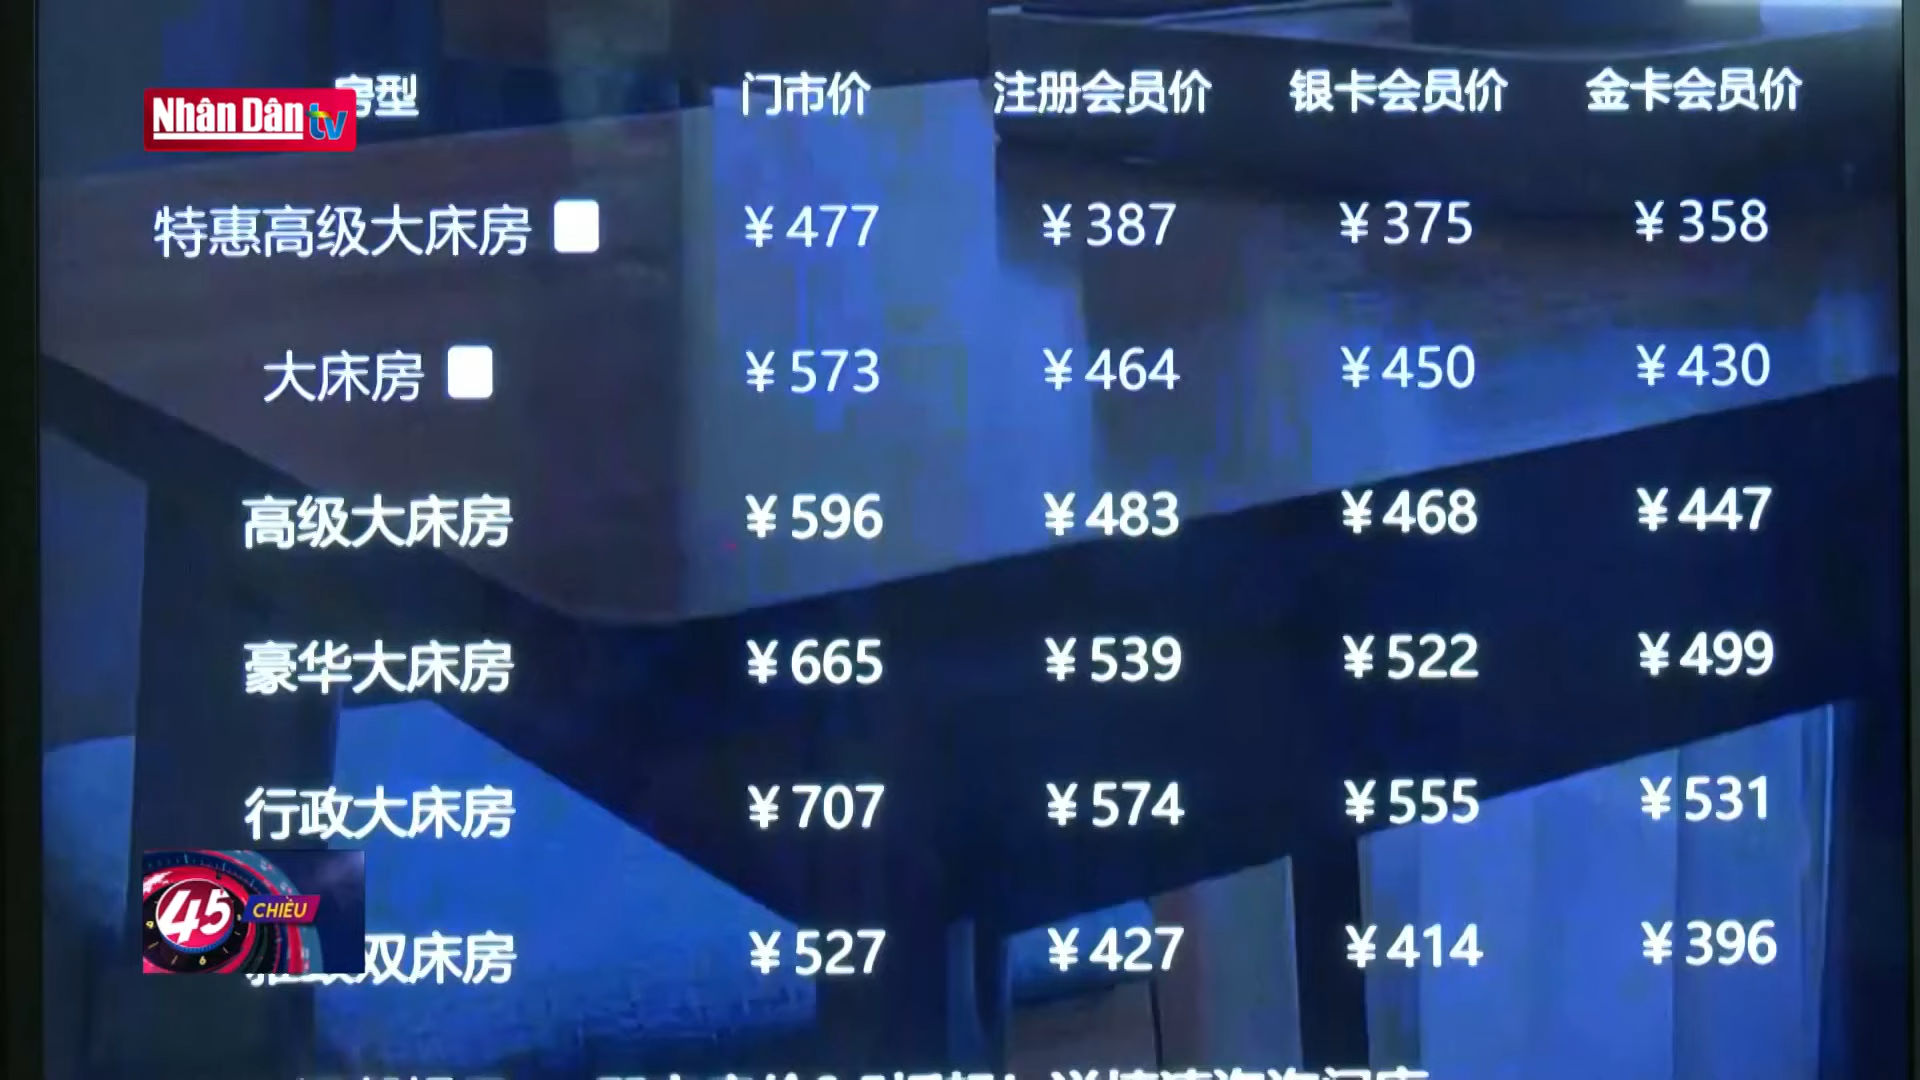 房型 门市价 注册会员价 银卡会员价 金卡会员价
Nhân Dân tv
特惠高级大床房 ¥477 ¥387 ¥375 ¥358
大床房 ¥573 ¥464 ¥450 ¥430
高级大床房 ¥596 ¥483 ¥468 ¥447
豪华大床房 ¥665 ¥539 ¥522 ¥499
行政大床房 ¥707 ¥574 ¥555 ¥531
45 CHIỀU
双床房 ¥527 ¥427 ¥414 ¥396